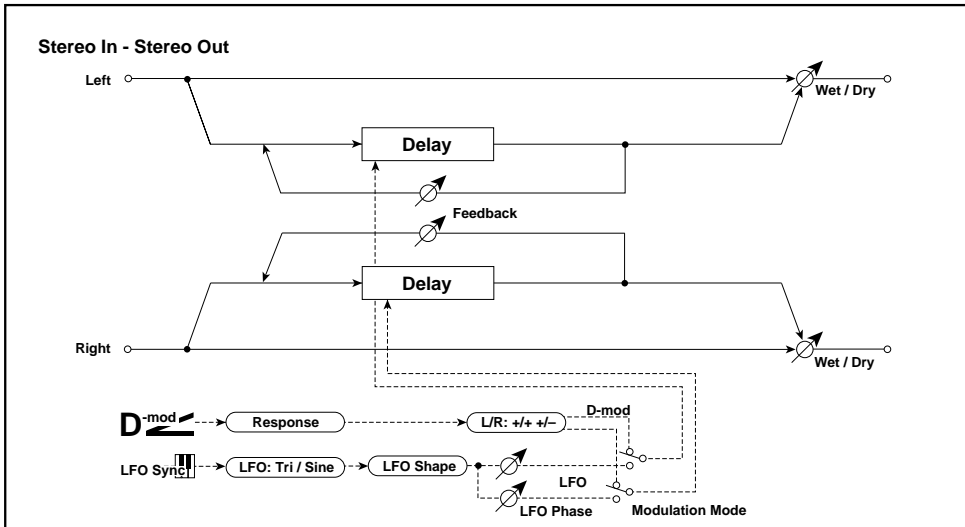 Stereo In - Stereo Out
Left
Wet / Dry
Delay
Feedback
Delay
Right
Wet / Dry
D-mod
Response
L/R: +/+ +/–
D-mod
LFO Sync
LFO: Tri / Sine
LFO Shape
LFO
LFO Phase
Modulation Mode